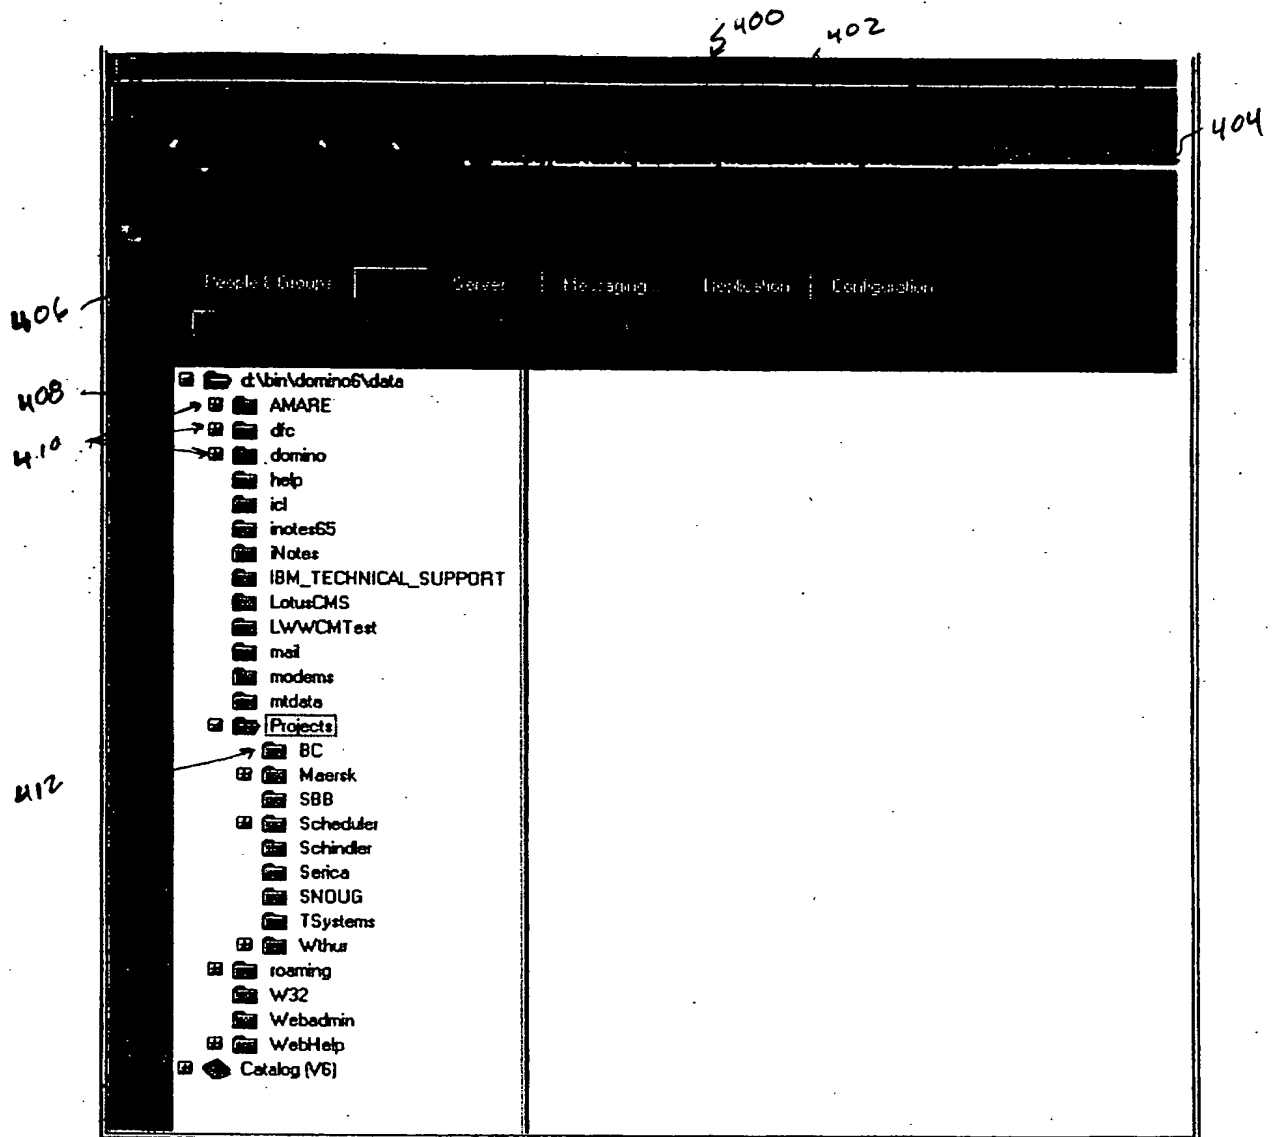 400
402
404
People & Groups Server Messaging... Replication Configuration
406
d:\bin\domino6\data
408
AMARE
dfc
410
domino
help
icl
inotes65
iNotes
IBM_TECHNICAL_SUPPORT
LotusCMS
LWWCMTest
mail
modems
mtdata
Projects
BC
412
Maersk
SBB
Scheduler
Schindler
Serica
SNOUG
TSystems
Wthur
roaming
W32
Webadmin
WebHelp
Catalog (V6)